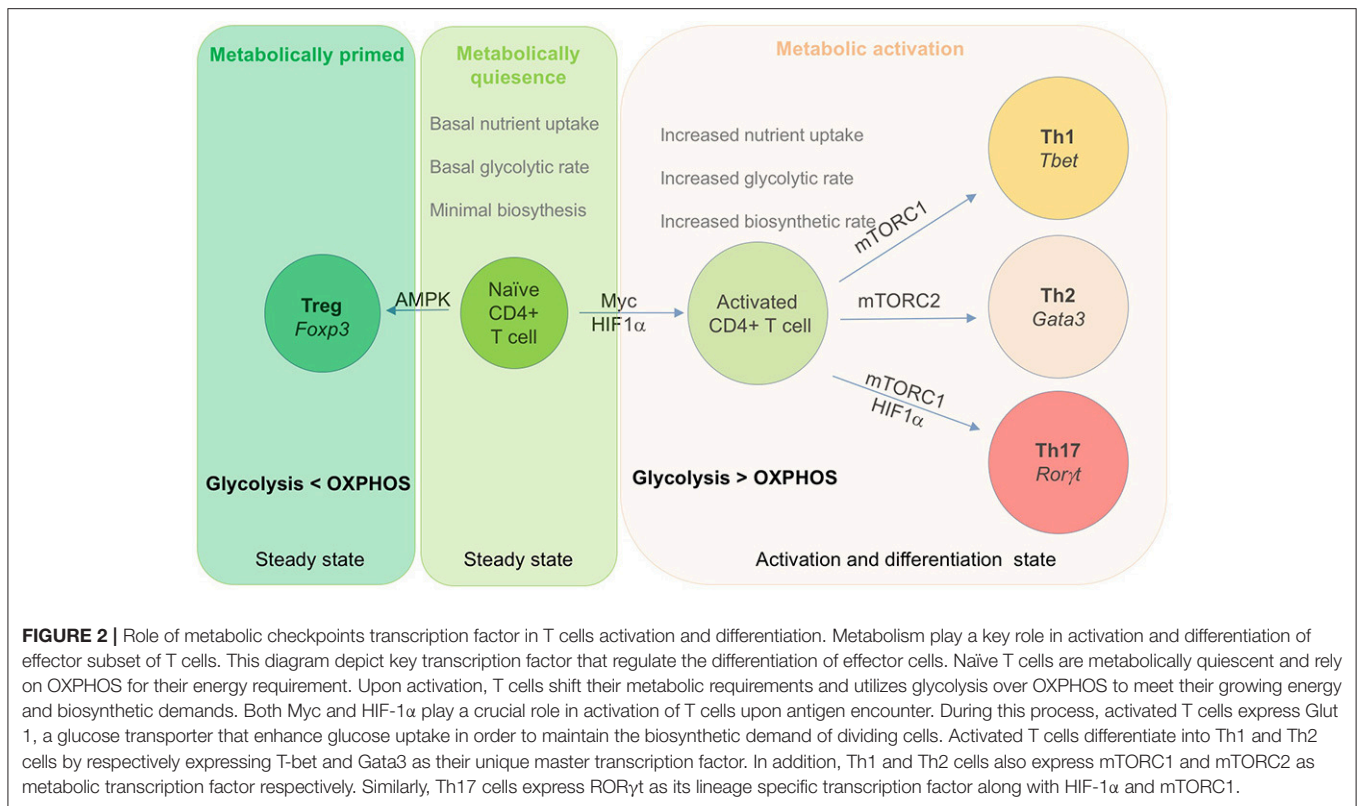 Metabolically primed
Metabolically
quiesence
Metabolic activation
Basal nutrient uptake
Basal glycolytic rate
Minimal biosythesis
Increased nutrient uptake
Increased glycolytic rate
Increased biosynthetic rate
Treg
Foxp3
AMPK
Naïve
CD4+
T cell
Myc
HIF1α
Activated
CD4+ T cell
mTORC1
Th1
Tbet
mTORC2
Th2
Gata3
mTORC1
HIF1α
Th17
Rorγt
Glycolysis < OXPHOS
Glycolysis > OXPHOS
Steady state
Steady state
Activation and differentiation state
FIGURE 2 | Role of metabolic checkpoints transcription factor in T cells activation and differentiation. Metabolism play a key role in activation and differentiation of
effector subset of T cells. This diagram depict key transcription factor that regulate the differentiation of effector cells. Naïve T cells are metabolically quiescent and rely
on OXPHOS for their energy requirement. Upon activation, T cells shift their metabolic requirements and utilizes glycolysis over OXPHOS to meet their growing energy
and biosynthetic demands. Both Myc and HIF-1α play a crucial role in activation of T cells upon antigen encounter. During this process, activated T cells express Glut
1, a glucose transporter that enhance glucose uptake in order to maintain the biosynthetic demand of dividing cells. Activated T cells differentiate into Th1 and Th2
cells by respectively expressing T-bet and Gata3 as their unique master transcription factor. In addition, Th1 and Th2 cells also express mTORC1 and mTORC2 as
metabolic transcription factor respectively. Similarly, Th17 cells express RORγt as its lineage specific transcription factor along with HIF-1α and mTORC1.